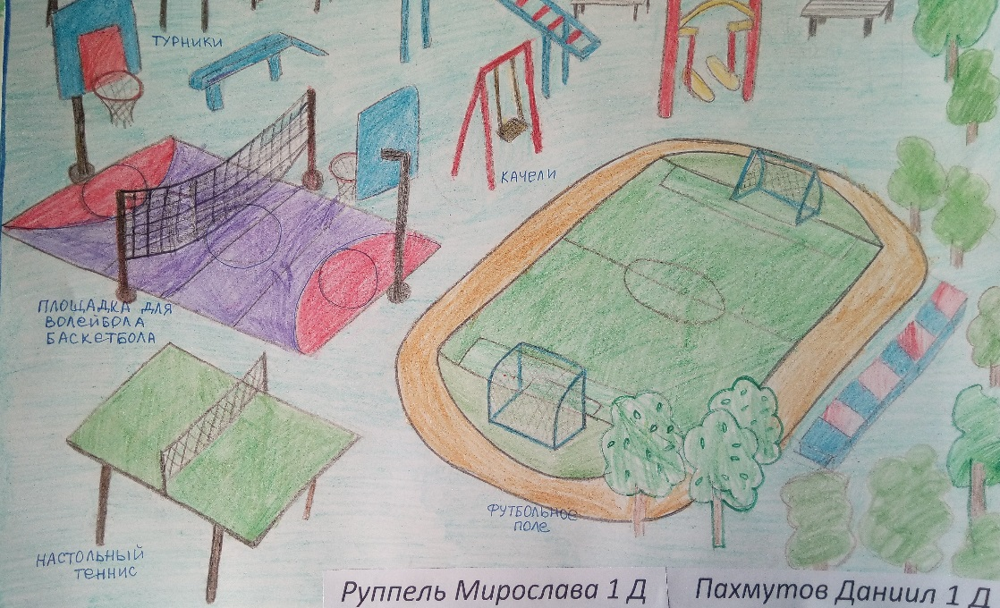 ТУРНИКИ
КАЧЕЛИ
ПЛОЩАДКА ДЛЯ
ВОЛЕЙБОЛА
БАСКЕТБОЛА
ФУТБОЛЬНОЕ
ПОЛЕ
НАСТОЛЬНЫЙ
ТЕННИС
Руппель Мирослава 1 Д
Пахмутов Даниил 1 Д